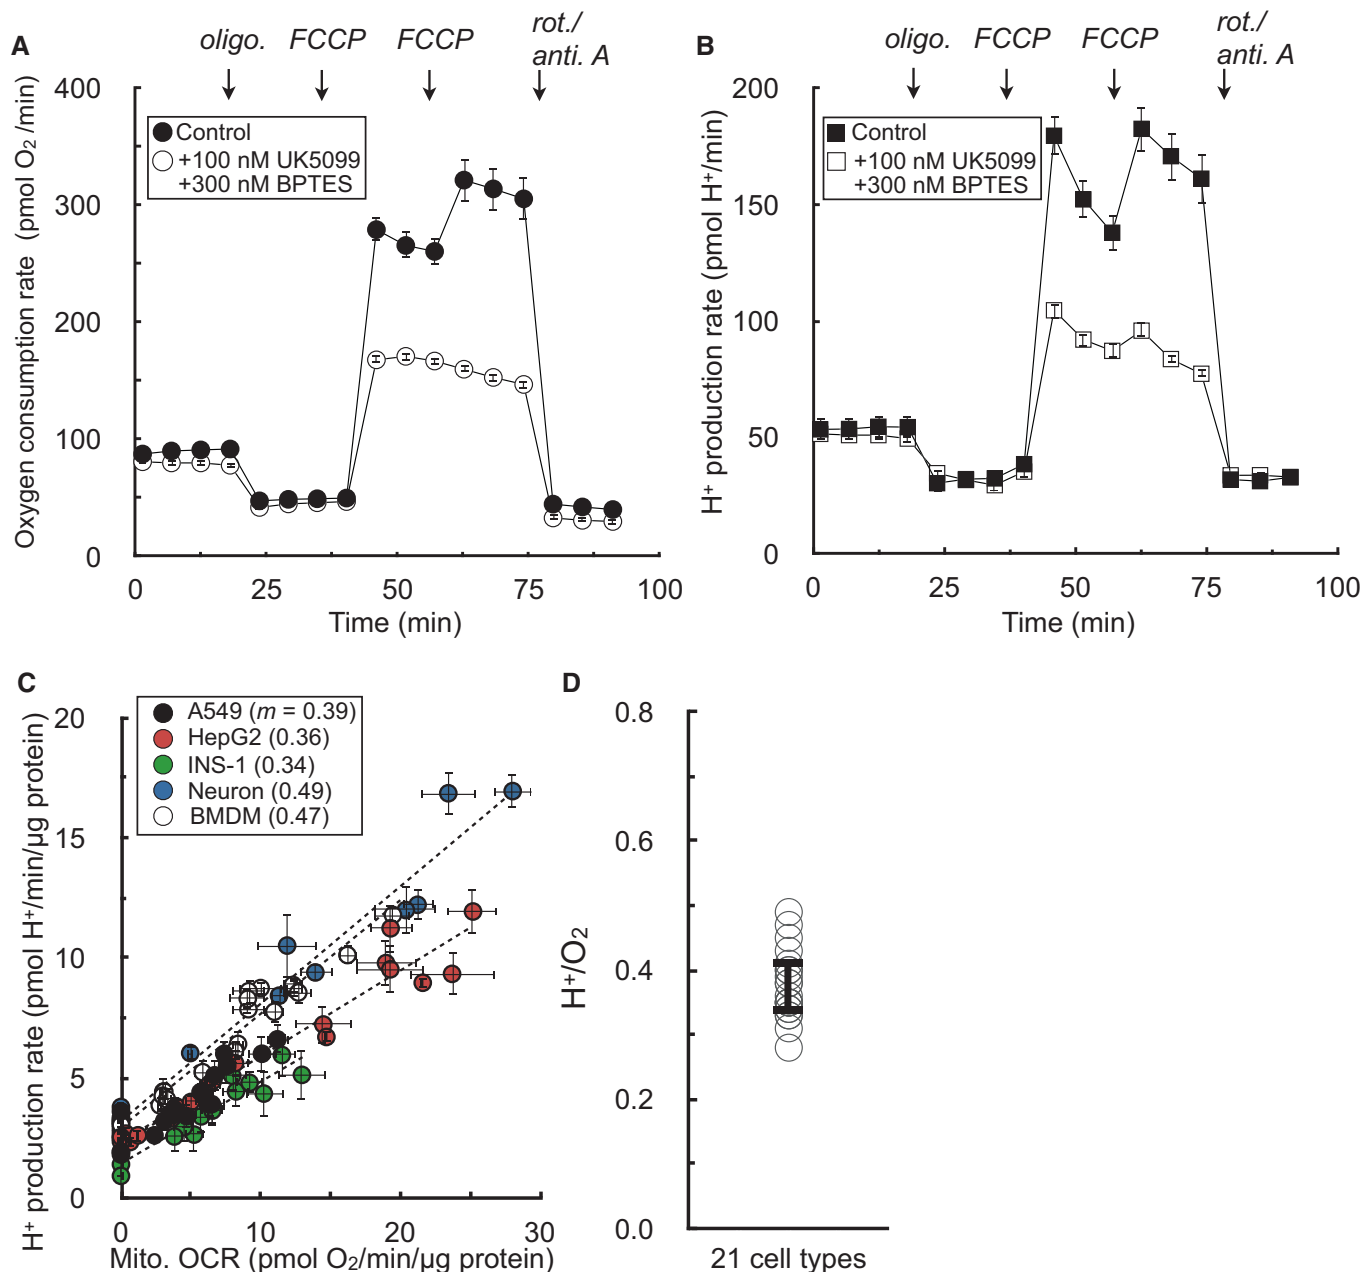 A
oligo.
FCCP
FCCP
rot./
anti. A
Oxygen consumption rate (pmol O₂/min)
400
300
200
100
0
Control
+100 nM UK5099
+300 nM BPTES
0
25
50
75
100
Time (min)
B
oligo.
FCCP
FCCP
rot./
anti. A
H⁺ production rate (pmol H⁺/min)
200
150
100
50
0
Control
+100 nM UK5099
+300 nM BPTES
0
25
50
75
100
Time (min)
C
H⁺ production rate (pmol H⁺/min/µg protein)
20
15
10
5
0
A549 (m = 0.39)
HepG2 (0.36)
INS-1 (0.34)
Neuron (0.49)
BMDM (0.47)
0
10
20
30
Mito. OCR (pmol O₂/min/µg protein)
D
H⁺/O₂
0.8
0.6
0.4
0.2
0.0
21 cell types